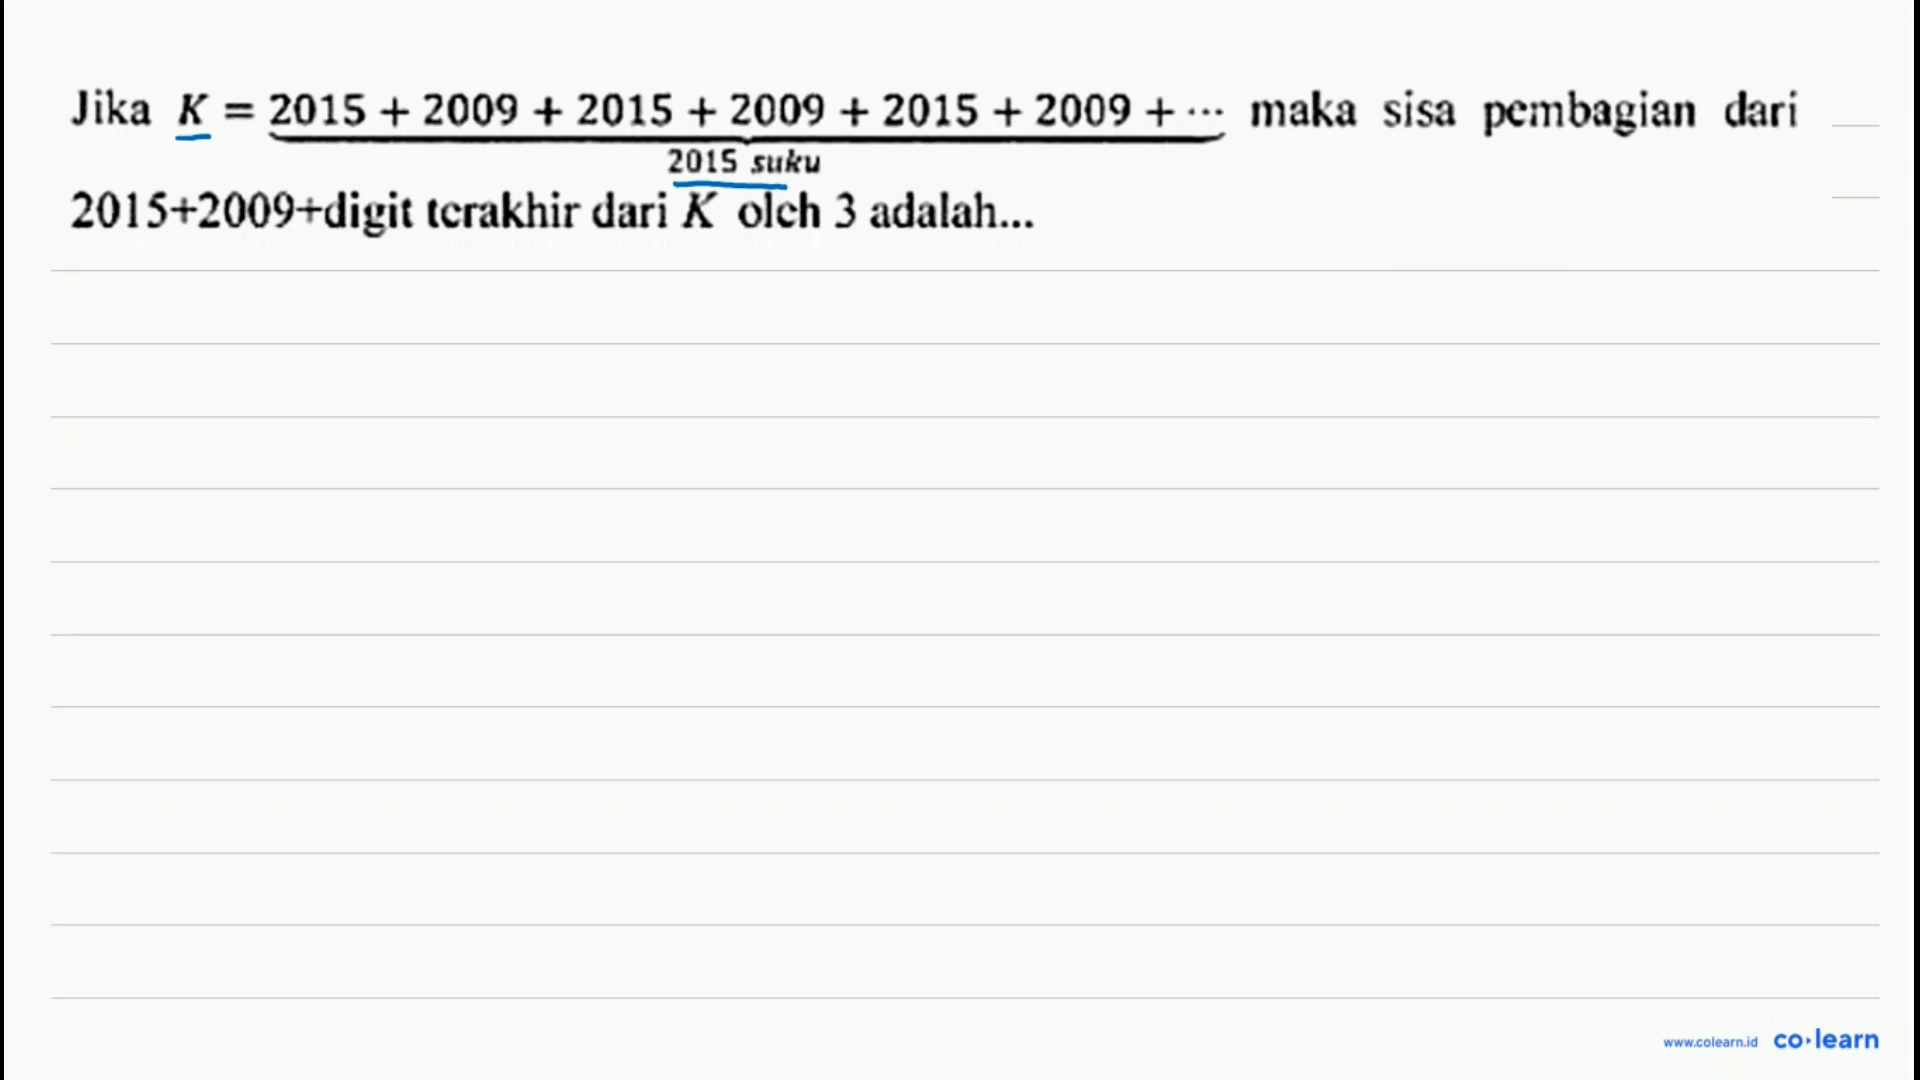 Jika K = 2015 + 2009 + 2015 + 2009 + 2015 + 2009 + ⋯ maka sisa pembagian dari
2015 suku
2015+2009+digit terakhir dari K oleh 3 adalah...
www.colearn.id co·learn